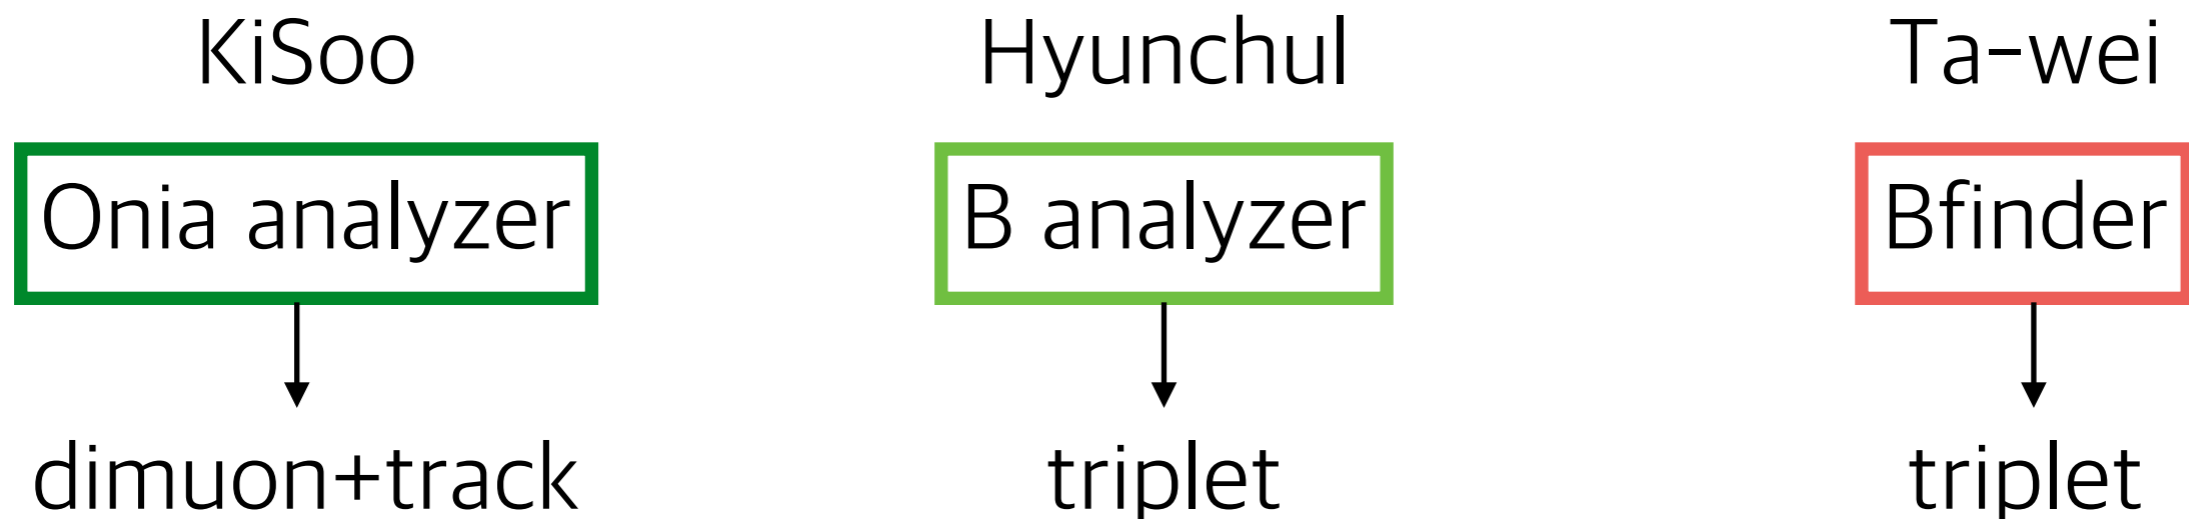 KiSoo
Hyunchul
Ta-wei
Onia analyzer
B analyzer
Bfinder
dimuon+track
triplet
triplet